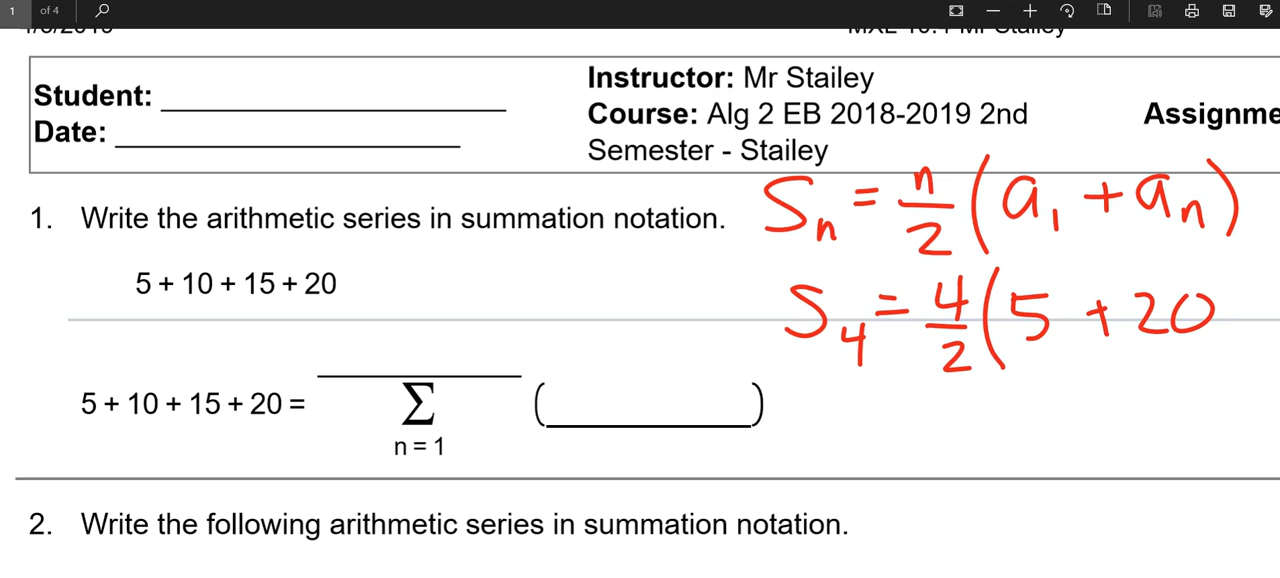 1 of 4
Student:
Date:
Instructor: Mr Stailey
Course: Alg 2 EB 2018-2019 2nd
Semester - Stailey
Assignme
1. Write the arithmetic series in summation notation.
5 + 10 + 15 + 20
Sₙ = n/2 (a₁ + aₙ)
S₄ = 4/2 (5 + 20
5 + 10 + 15 + 20 = Σ ( )
n = 1
2. Write the following arithmetic series in summation notation.